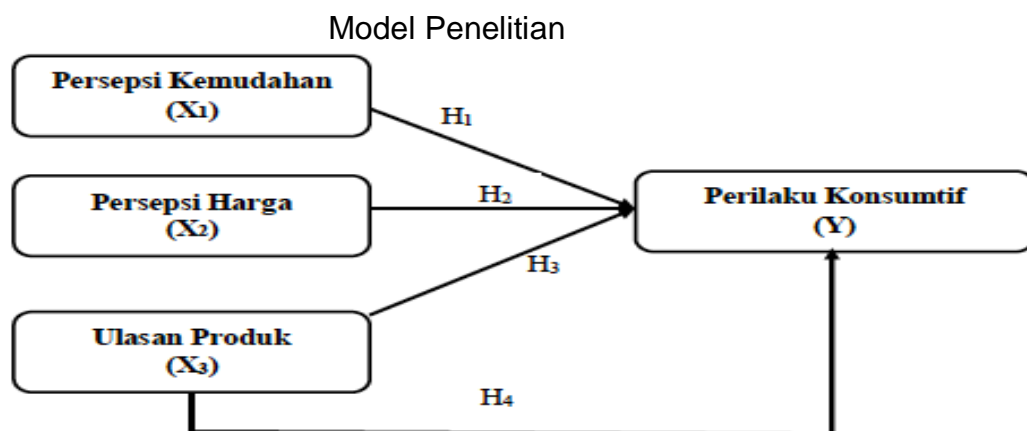 Model Penelitian
Persepsi Kemudahan
(X₁)
H₁
Persepsi Harga
(X₂)
H₂
Perilaku Konsumtif
(Y)
H₃
Ulasan Produk
(X₃)
H₄